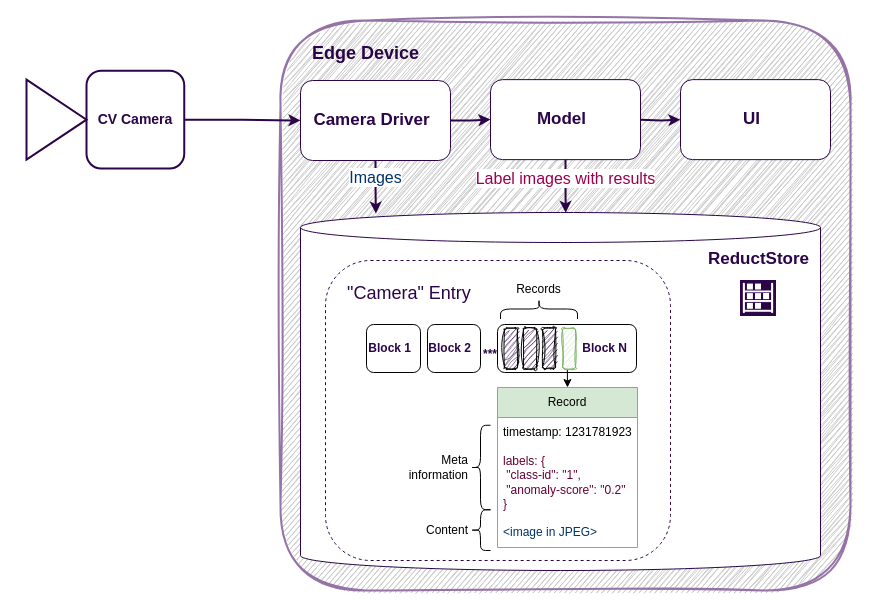 Edge Device
CV Camera
Camera Driver
Model
UI
Images
Label images with results
ReductStore
"Camera" Entry
Records
Block 1
Block 2
***
Block N
Record
timestamp: 1231781923
Meta
information
labels: {
"class-id": "1",
"anomaly-score": "0.2"
}
Content
<image in JPEG>